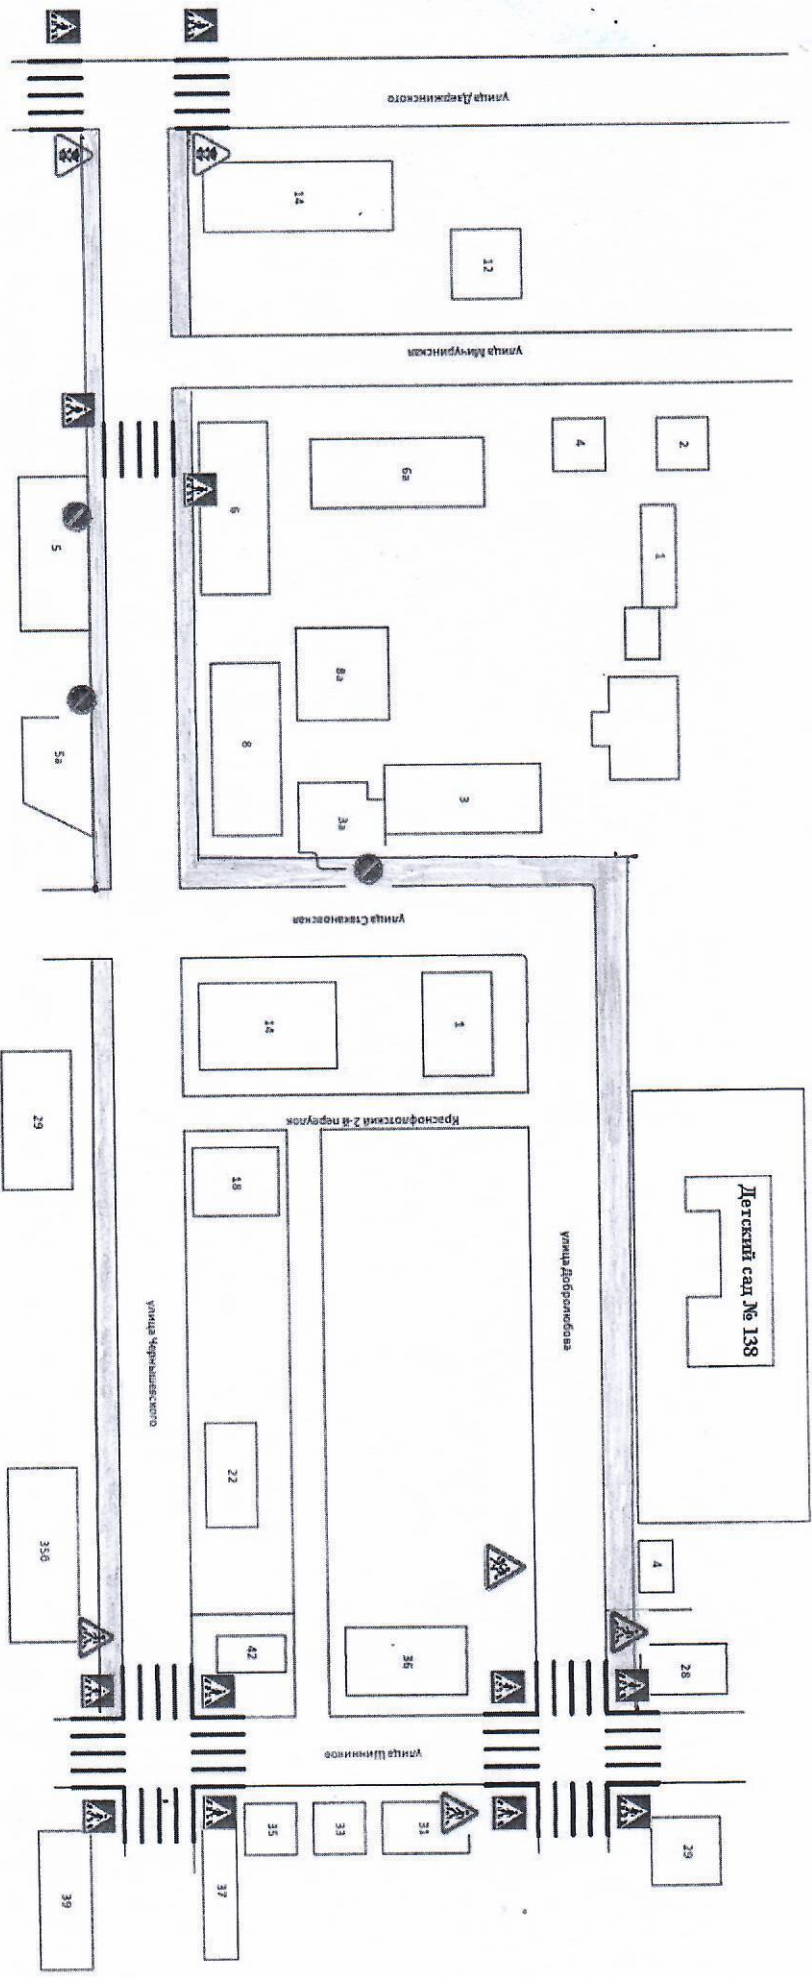 улица Дзержинского
14
12
улица Мичуринская
6
6а
4
2
1
5
8а
8
5а
3
3а
улица Стахановская
14
1
29
Краснофлотский 2-й переулок
18
Детский сад № 138
улица Добролюбова
улица Чернышевского
22
35б
4
42
36
28
улица Шинников
35
33
31
29
37
39